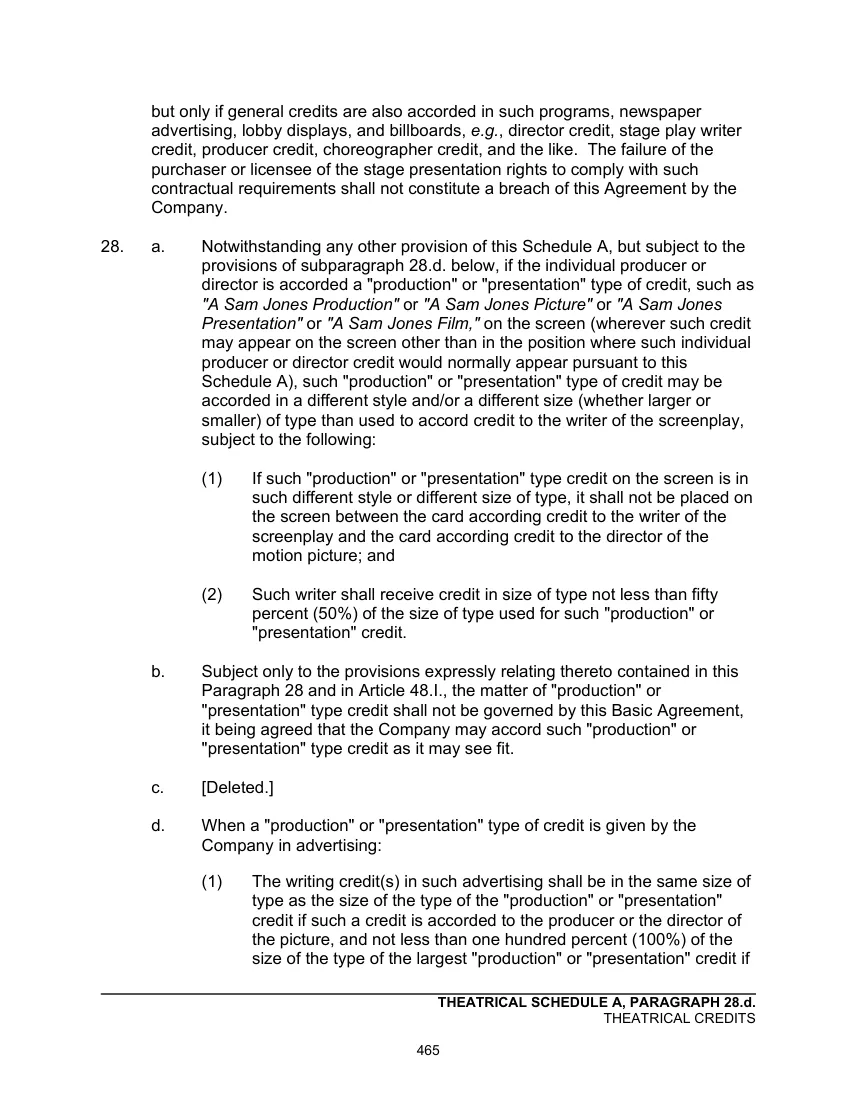 but only if general credits are also accorded in such programs, newspaper
advertising, lobby displays, and billboards, e.g., director credit, stage play writer
credit, producer credit, choreographer credit, and the like.  The failure of the
purchaser or licensee of the stage presentation rights to comply with such
contractual requirements shall not constitute a breach of this Agreement by the
Company.
28. a. Notwithstanding any other provision of this Schedule A, but subject to the
provisions of subparagraph 28.d. below, if the individual producer or
director is accorded a "production" or "presentation" type of credit, such as
"A Sam Jones Production" or "A Sam Jones Picture" or "A Sam Jones
Presentation" or "A Sam Jones Film," on the screen (wherever such credit
may appear on the screen other than in the position where such individual
producer or director credit would normally appear pursuant to this
Schedule A), such "production" or "presentation" type of credit may be
accorded in a different style and/or a different size (whether larger or
smaller) of type than used to accord credit to the writer of the screenplay,
subject to the following:
(1) If such "production" or "presentation" type credit on the screen is in
such different style or different size of type, it shall not be placed on
the screen between the card according credit to the writer of the
screenplay and the card according credit to the director of the
motion picture; and
(2) Such writer shall receive credit in size of type not less than fifty
percent (50%) of the size of type used for such "production" or
"presentation" credit.
b. Subject only to the provisions expressly relating thereto contained in this
Paragraph 28 and in Article 48.I., the matter of "production" or
"presentation" type credit shall not be governed by this Basic Agreement,
it being agreed that the Company may accord such "production" or
"presentation" type credit as it may see fit.
c. [Deleted.]
d. When a "production" or "presentation" type of credit is given by the
Company in advertising:
(1) The writing credit(s) in such advertising shall be in the same size of
type as the size of the type of the "production" or "presentation"
credit if such a credit is accorded to the producer or the director of
the picture, and not less than one hundred percent (100%) of the
size of the type of the largest "production" or "presentation" credit if
THEATRICAL SCHEDULE A, PARAGRAPH 28.d.
THEATRICAL CREDITS
465